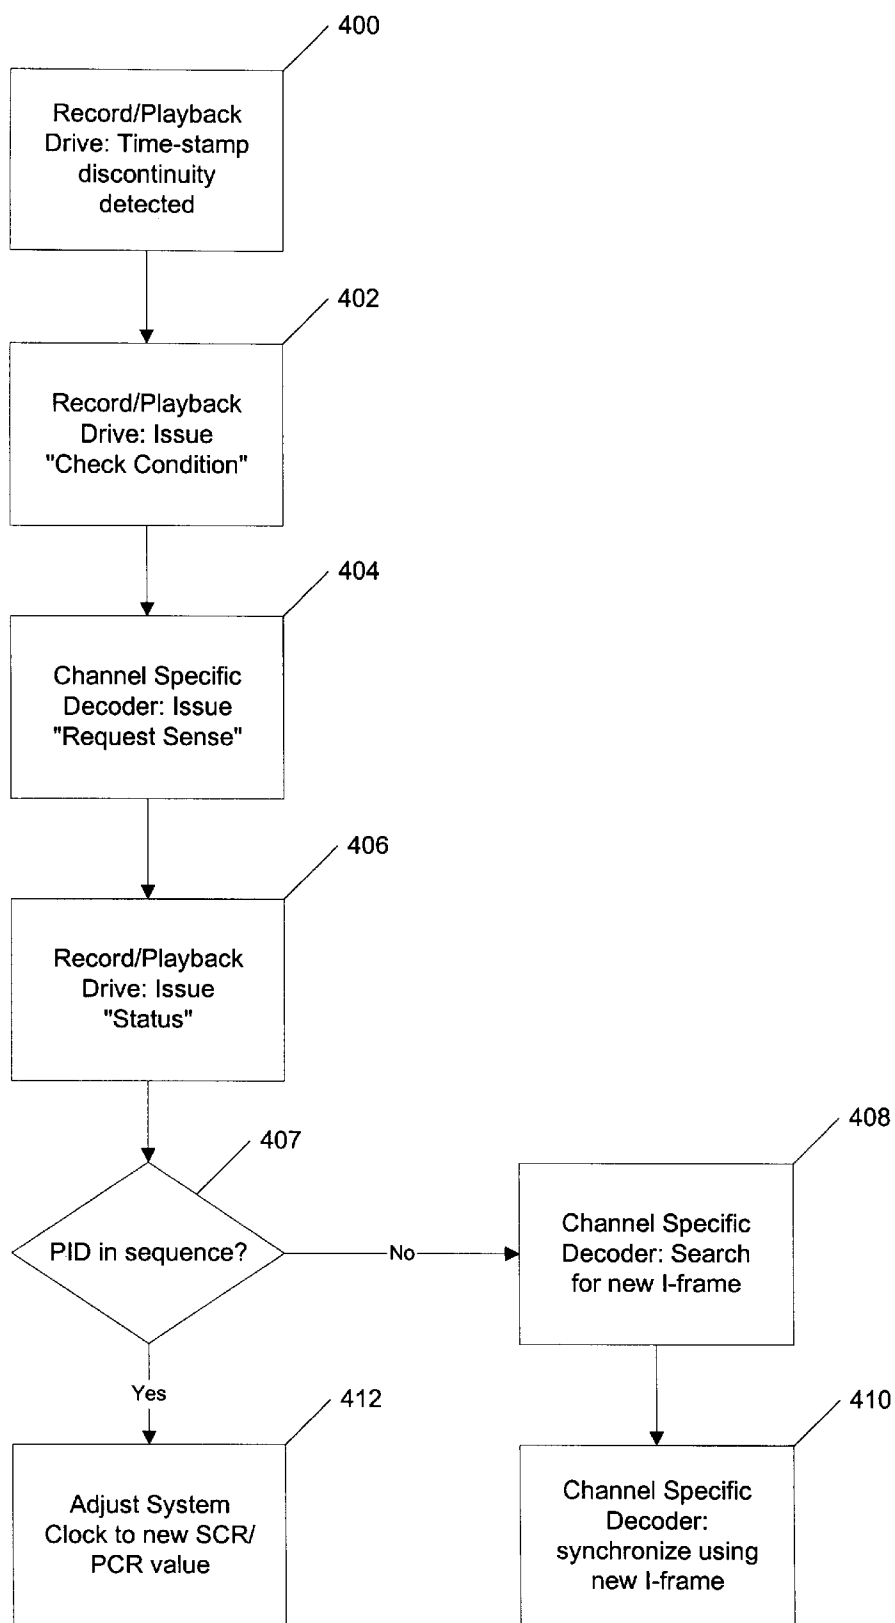 400
Record/Playback
Drive: Time-stamp
discontinuity
detected
402
Record/Playback
Drive: Issue
"Check Condition"
404
Channel Specific
Decoder: Issue
"Request Sense"
406
Record/Playback
Drive: Issue
"Status"
407
PID in sequence?
No
408
Channel Specific
Decoder: Search
for new I-frame
Yes
412
Adjust System
Clock to new SCR/
PCR value
410
Channel Specific
Decoder:
synchronize using
new I-frame